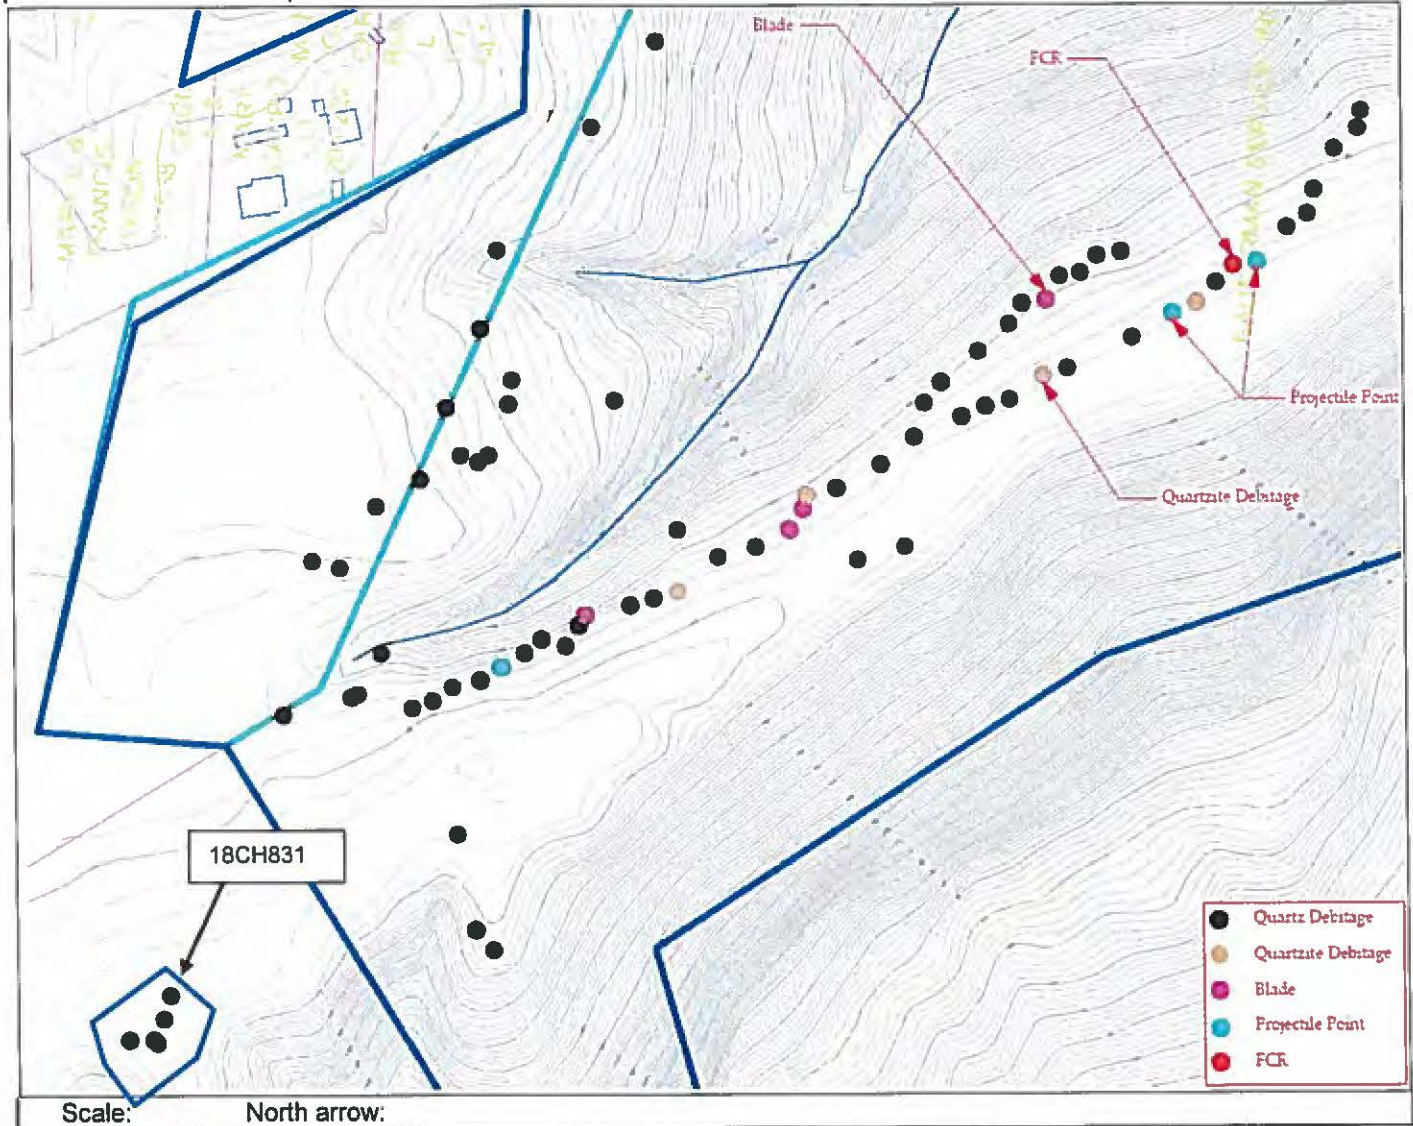 Blade
FCR
Projectile Point
Quartzite Debitage
18CH831
Quartz Debitage
Quartzite Debitage
Blade
Projectile Point
FCR
Scale:
North arrow: